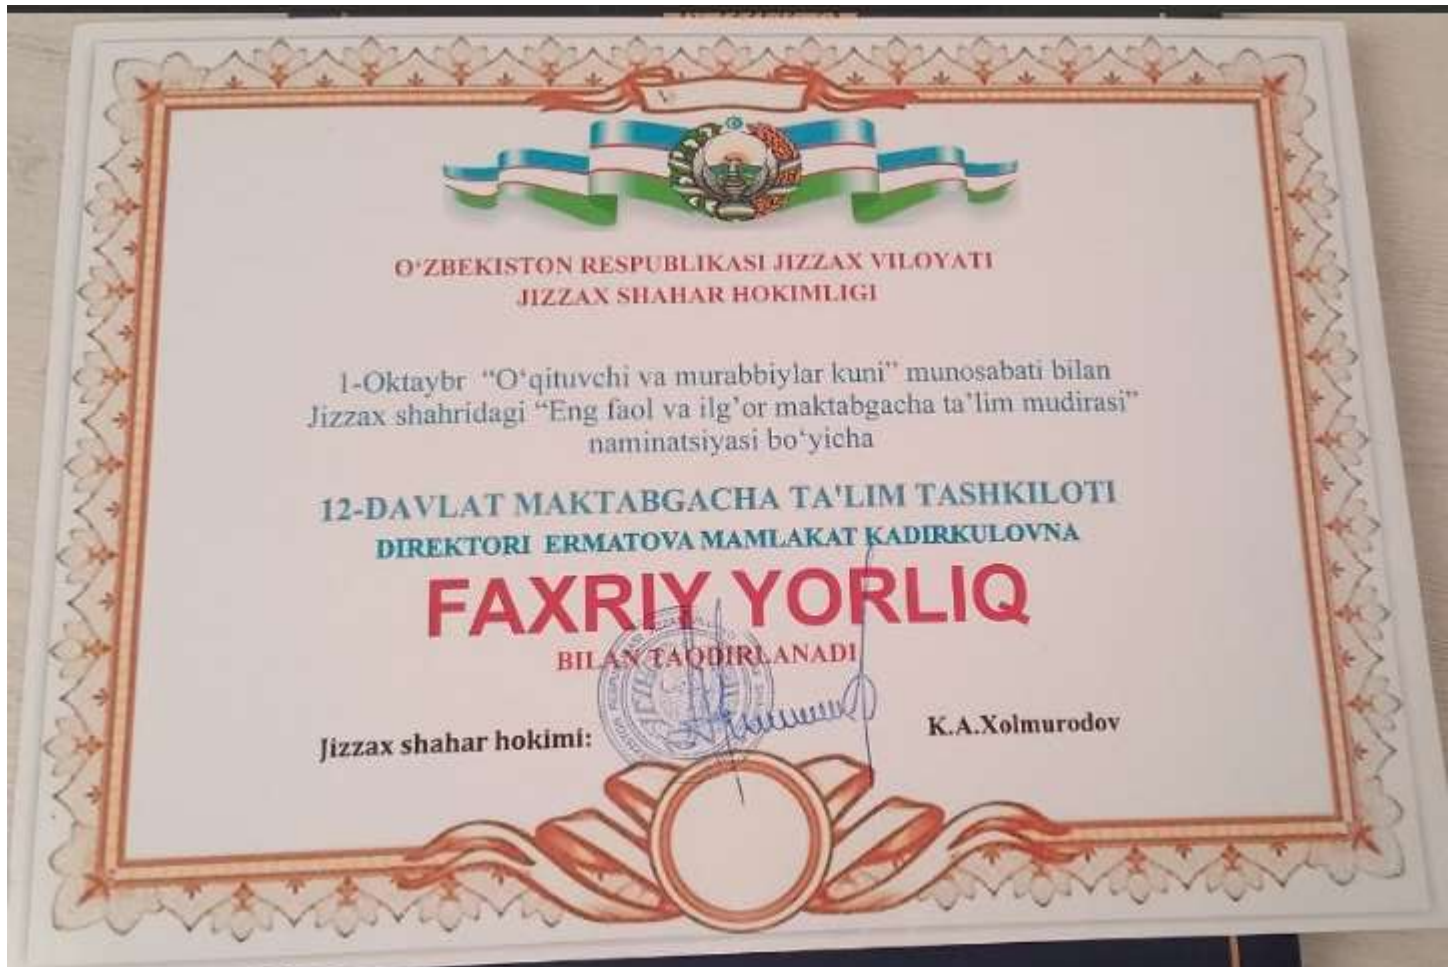 O‘ZBEKISTON RESPUBLIKASI JIZZAX VILOYATI
JIZZAX SHAHAR HOKIMLIGI
1-Oktaybr “O‘qituvchi va murabbiylar kuni” munosabati bilan
Jizzax shahridagi “Eng faol va ilg’or maktabgacha ta’lim mudirasi”
naminatsiyasi bo‘yicha
12-DAVLAT MAKTABGACHA TA'LIM TASHKILOTI
DIREKTORI ERMATOVA MAMLAKAT KADIRKULOVNA
FAXRIY YORLIQ
BILAN TAQDIRLANADI
Jizzax shahar hokimi:
K.A.Xolmurodov